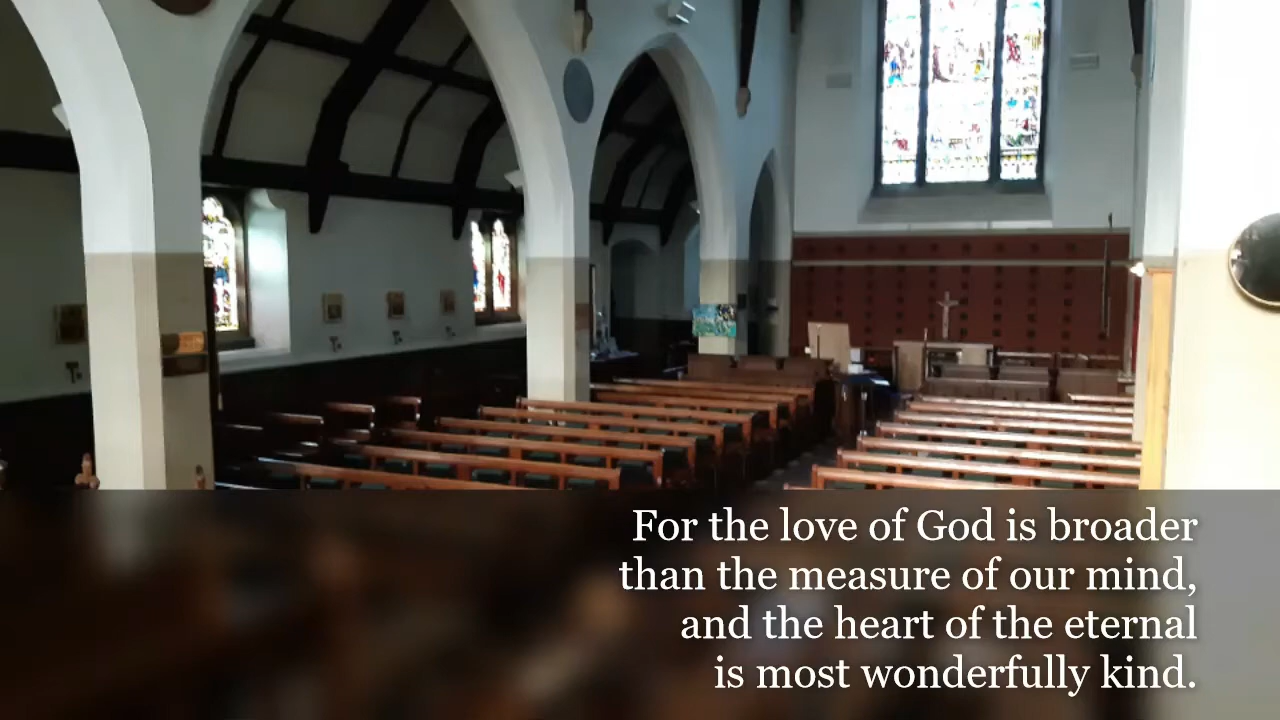 For the love of God is broader
than the measure of our mind,
and the heart of the eternal
is most wonderfully kind.